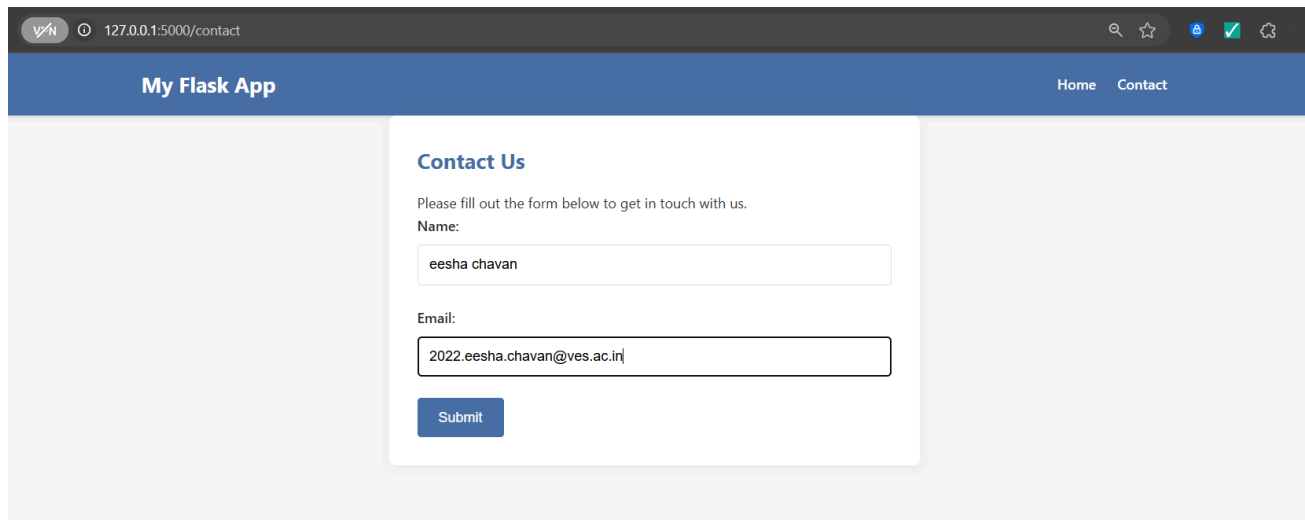 VPN 127.0.0.1:5000/contact
My Flask App Home Contact
Contact Us
Please fill out the form below to get in touch with us.
Name:
eesha chavan
Email:
2022.eesha.chavan@ves.ac.in
Submit